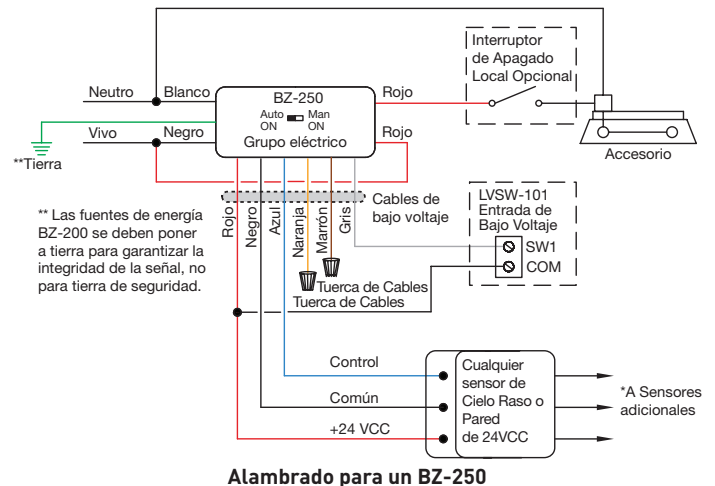 Interruptor
de Apagado
Local Opcional
Neutro
Blanco
BZ-250
Auto
ON
Man
ON
Grupo eléctrico
Rojo
Rojo
Vivo
Negro
**Tierra
Accesorio
** Las fuentes de energía
BZ-200 se deben poner
a tierra para garantizar la
integridad de la señal, no
para tierra de seguridad.
Rojo
Negro
Azul
Naranja
Marrón
Gris
Cables de
bajo voltaje
LVSW-101
Entrada de
Bajo Voltaje
SW1
COM
Tuerca de Cables
Tuerca de Cables
Control
Común
+24 VCC
Cualquier
sensor de
Cielo Raso o
Pared
de 24VCC
*A Sensores
adicionales
Alambrado para un BZ-250